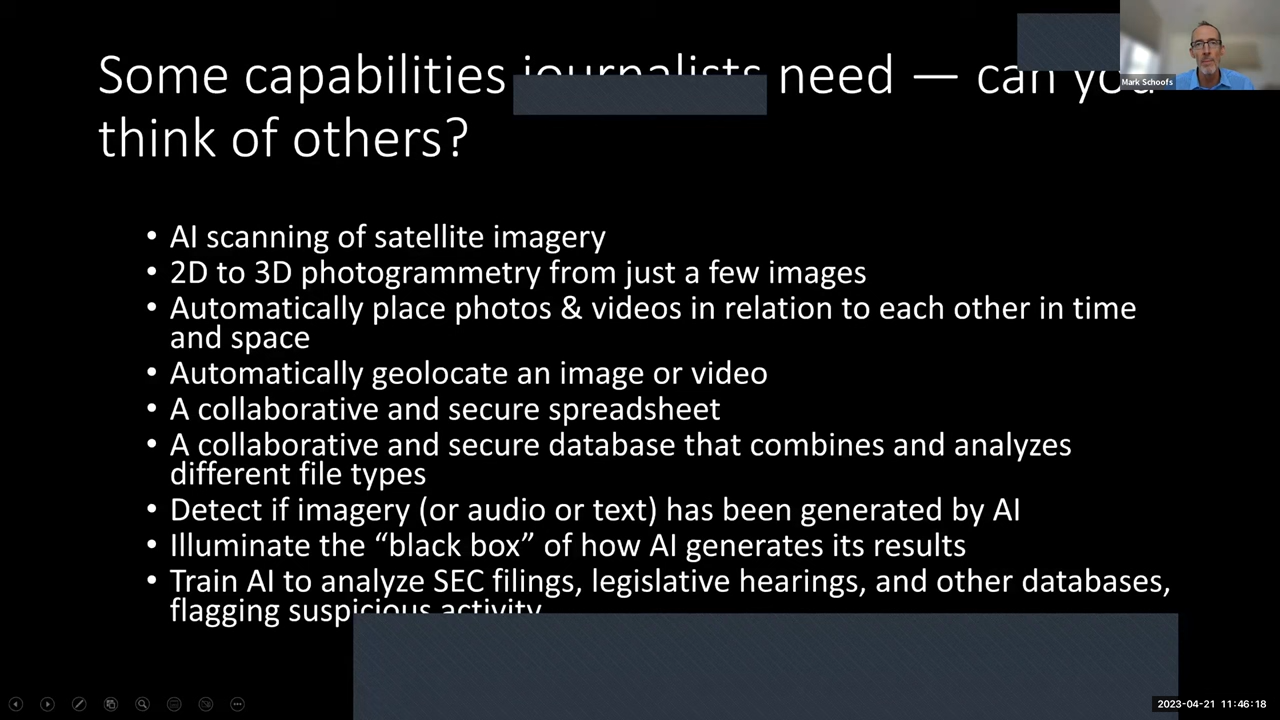 Some capabilities journalists need — can you
think of others?
• AI scanning of satellite imagery
• 2D to 3D photogrammetry from just a few images
• Automatically place photos & videos in relation to each other in time
and space
• Automatically geolocate an image or video
• A collaborative and secure spreadsheet
• A collaborative and secure database that combines and analyzes
different file types
• Detect if imagery (or audio or text) has been generated by AI
• Illuminate the “black box” of how AI generates its results
• Train AI to analyze SEC filings, legislative hearings, and other databases,
flagging suspicious activity
Mark Schoofs
2023-04-21 11:46:18